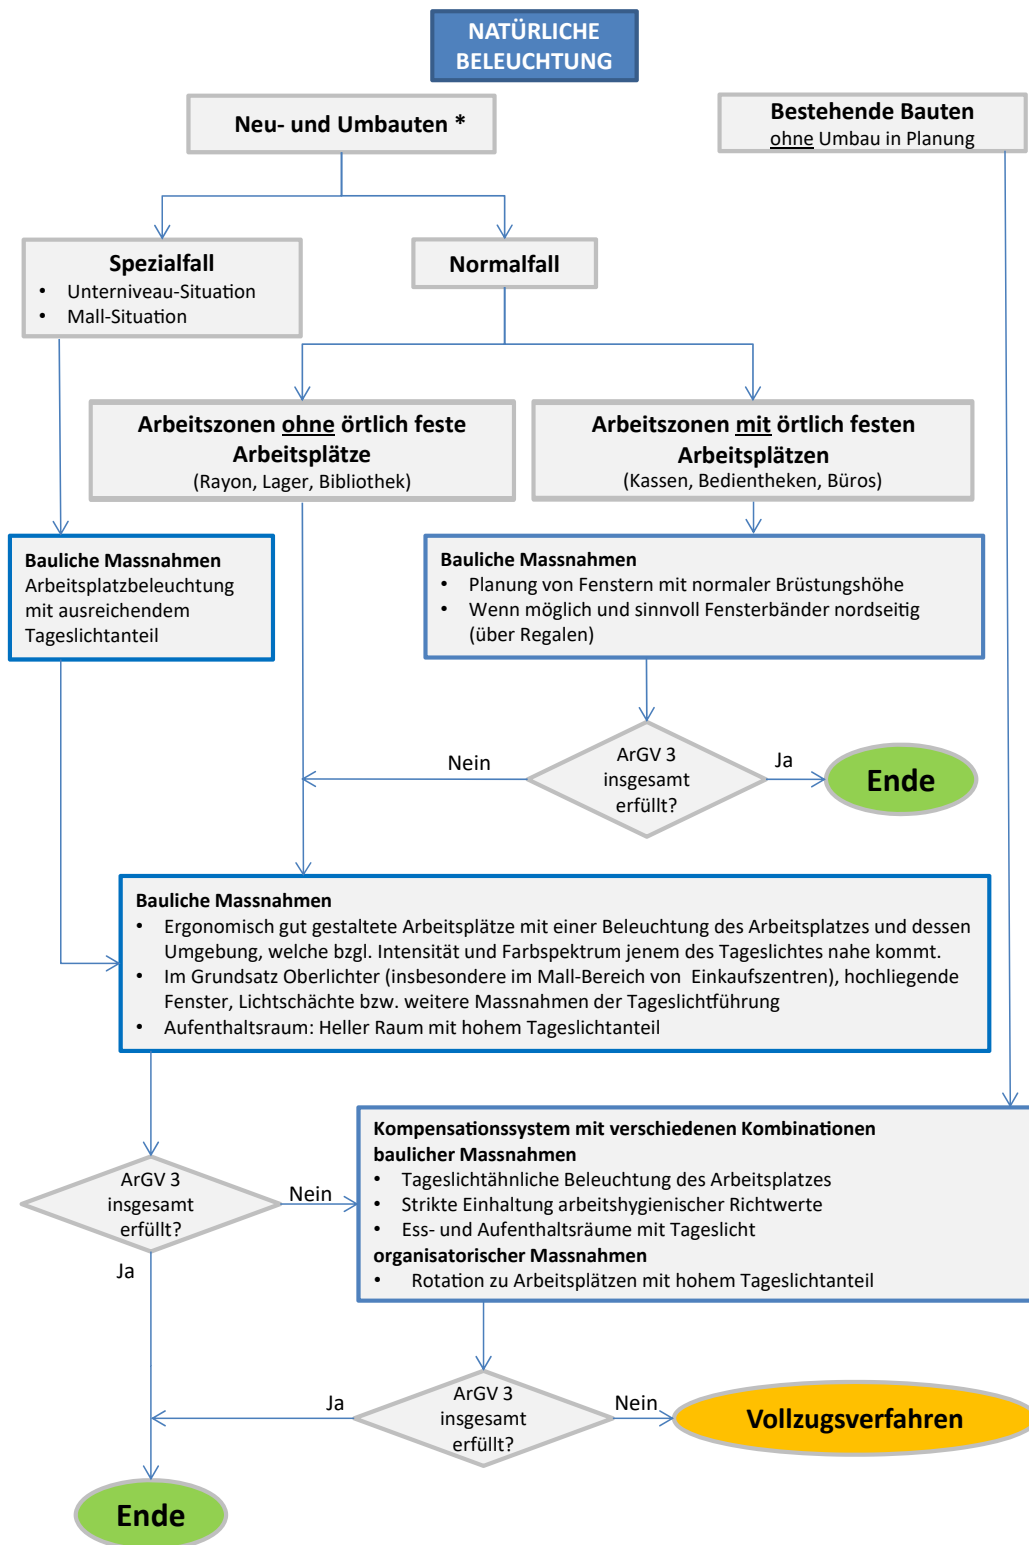 NATÜRLICHE
BELEUCHTUNG
Neu- und Umbauten *
Bestehende Bauten
ohne Umbau in Planung
Spezialfall
• Unterniveau-Situation
• Mall-Situation
Normalfall
Arbeitszonen ohne örtlich feste
Arbeitsplätze
(Rayon, Lager, Bibliothek)
Arbeitszonen mit örtlich festen
Arbeitsplätzen
(Kassen, Bedientheken, Büros)
Bauliche Massnahmen
Arbeitsplatzbeleuchtung
mit ausreichendem
Tageslichtanteil
Bauliche Massnahmen
• Planung von Fenstern mit normaler Brüstungshöhe
• Wenn möglich und sinnvoll Fensterbänder nordseitig
(über Regalen)
ArGV 3
insgesamt
erfüllt?
Nein
Ja
Ende
Bauliche Massnahmen
• Ergonomisch gut gestaltete Arbeitsplätze mit einer Beleuchtung des Arbeitsplatzes und dessen
Umgebung, welche bzgl. Intensität und Farbspektrum jenem des Tageslichtes nahe kommt.
• Im Grundsatz Oberlichter (insbesondere im Mall-Bereich von Einkaufszentren), hochliegende
Fenster, Lichtschächte bzw. weitere Massnahmen der Tageslichtführung
• Aufenthaltsraum: Heller Raum mit hohem Tageslichtanteil
ArGV 3
insgesamt
erfüllt?
Nein
Ja
Kompensationssystem mit verschiedenen Kombinationen
baulicher Massnahmen
• Tageslichtähnliche Beleuchtung des Arbeitsplatzes
• Strikte Einhaltung arbeitshygienischer Richtwerte
• Ess- und Aufenthaltsräume mit Tageslicht
organisatorischer Massnahmen
• Rotation zu Arbeitsplätzen mit hohem Tageslichtanteil
ArGV 3
insgesamt
erfüllt?
Ja
Nein
Vollzugsverfahren
Ende